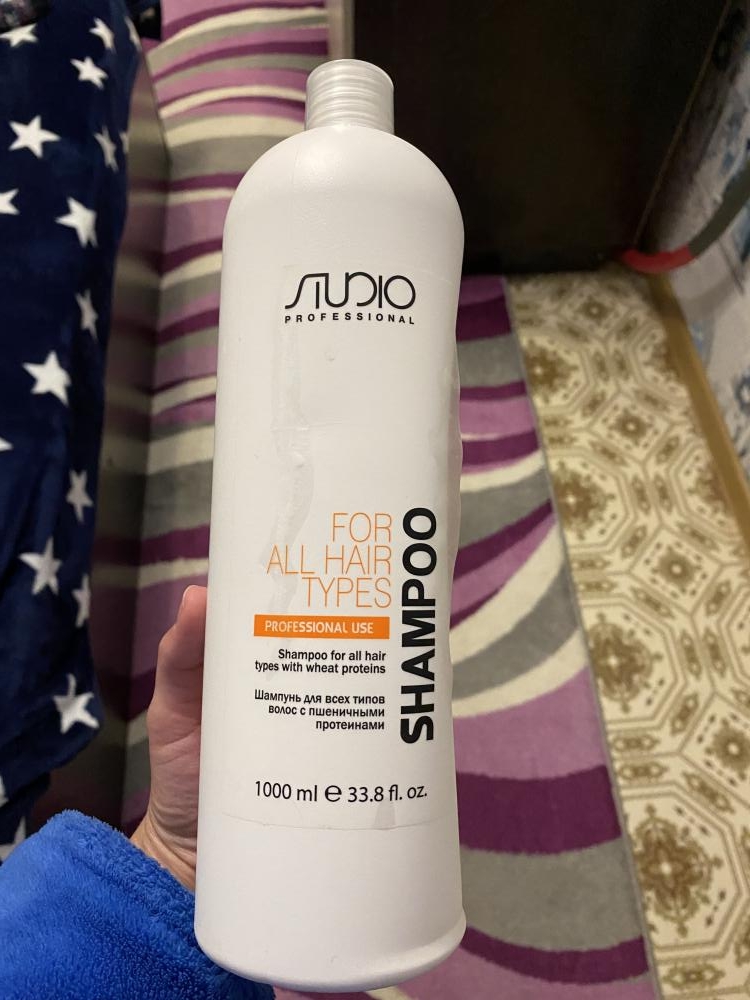 STUDIO
PROFESSIONAL
FOR
ALL HAIR
TYPES
PROFESSIONAL USE
Shampoo for all hair
types with wheat proteins
Шампунь для всех типов
волос с пшеничными
протеинами
SHAMPOO
1000 ml e 33.8 fl. oz.